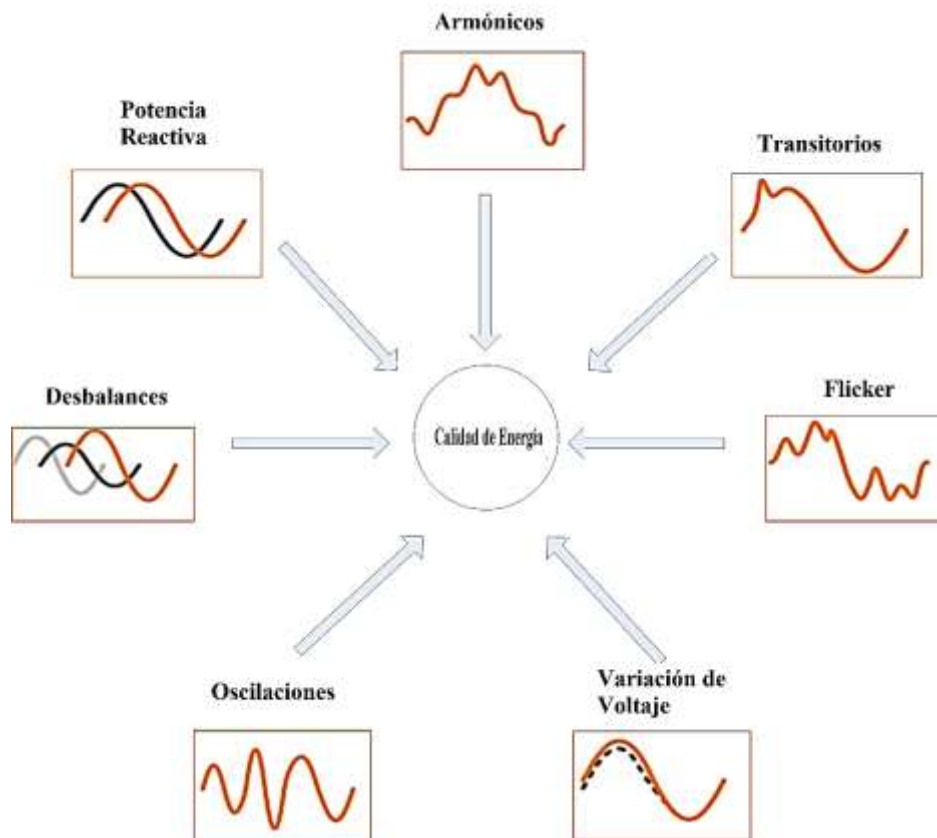 Armónicos
Potencia
Reactiva
Transitorios
Desbalances
Flicker
Calidad de Energía
Oscilaciones
Variación de
Voltaje